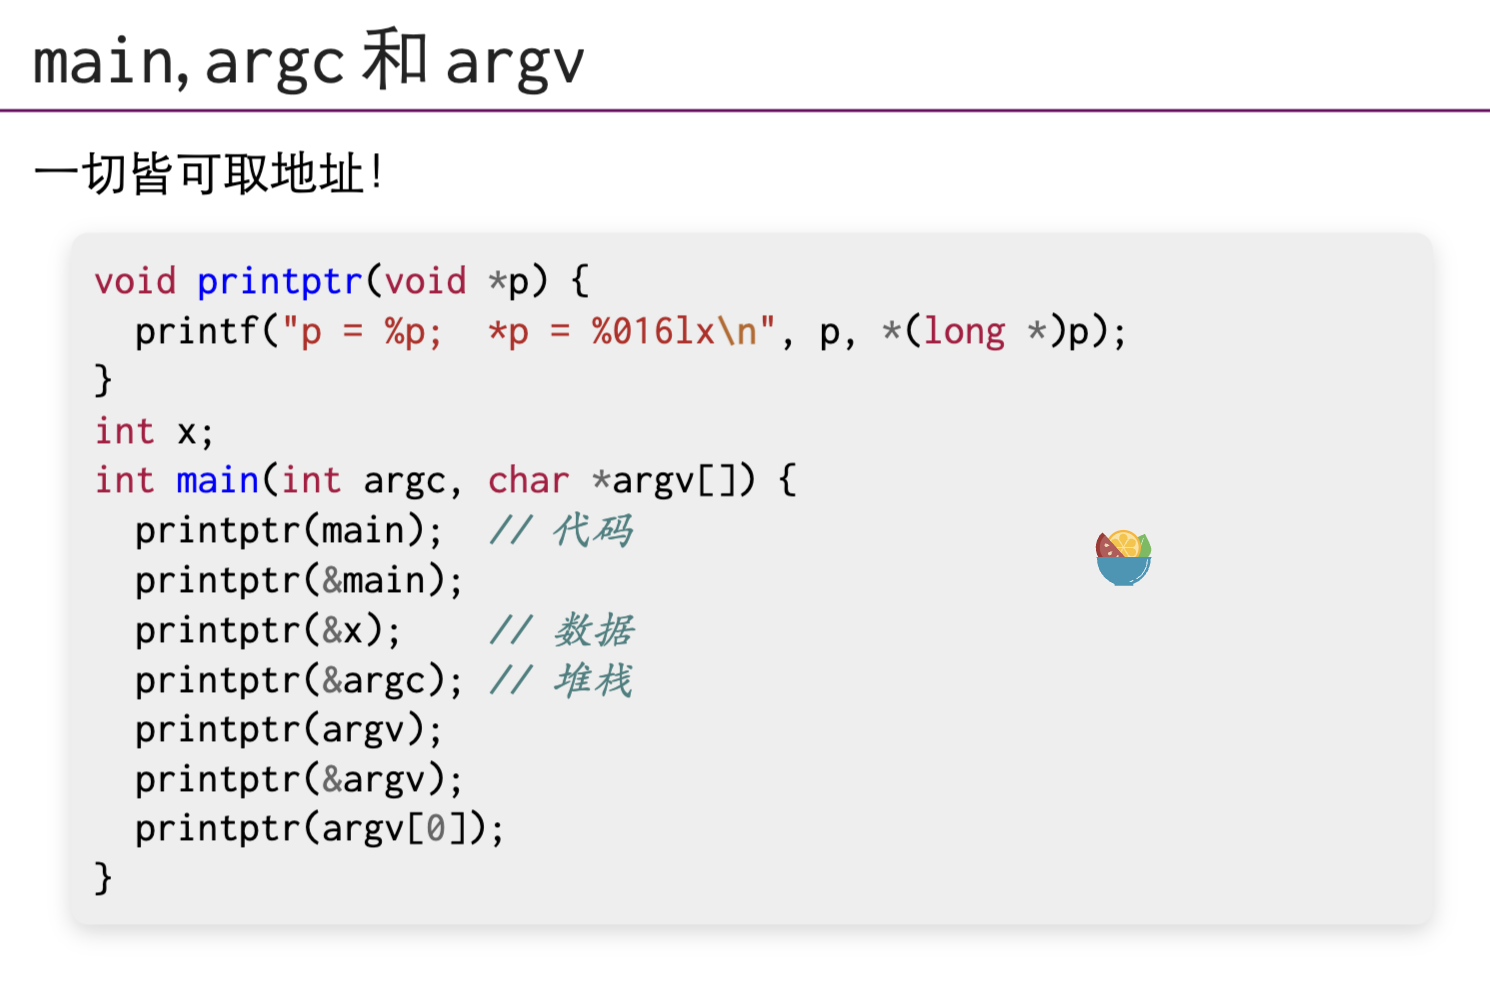 main, argc 和 argv
一切皆可取地址！
void printptr(void *p) {
  printf("p = %p;  *p = %016lx\n", p, *(long *)p);
}
int x;
int main(int argc, char *argv[]) {
  printptr(main);  // 代码
  printptr(&main);
  printptr(&x);    // 数据
  printptr(&argc); // 堆栈
  printptr(argv);
  printptr(&argv);
  printptr(argv[0]);
}